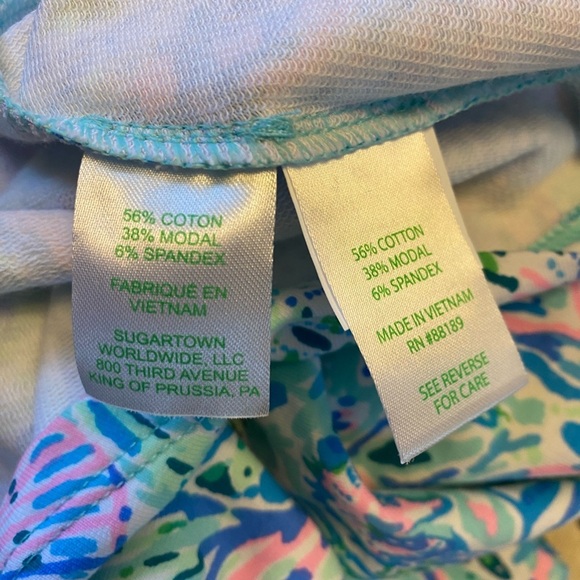 56% COTON
38% MODAL
6% SPANDEX
FABRIQUÉ EN
VIETNAM
SUGARTOWN
WORLDWIDE, LLC
800 THIRD AVENUE
KING OF PRUSSIA, PA
56% COTTON
38% MODAL
6% SPANDEX
MADE IN VIETNAM
RN #88189
SEE REVERSE
FOR CARE